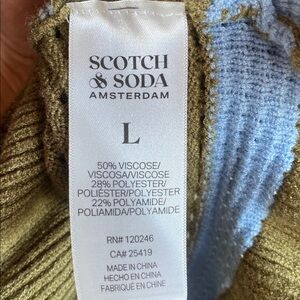 SCOTCH
& SODA
AMSTERDAM
L
50% VISCOSE/
VISCOSA/VISCOSE
28% POLYESTER/
POLIÉSTER/POLYESTER
22% POLYAMIDE/
POLIAMIDA/POLYAMIDE
RN# 120246
CA# 25419
MADE IN CHINA
HECHO EN CHINA
FABRIQUÉ EN CHINE